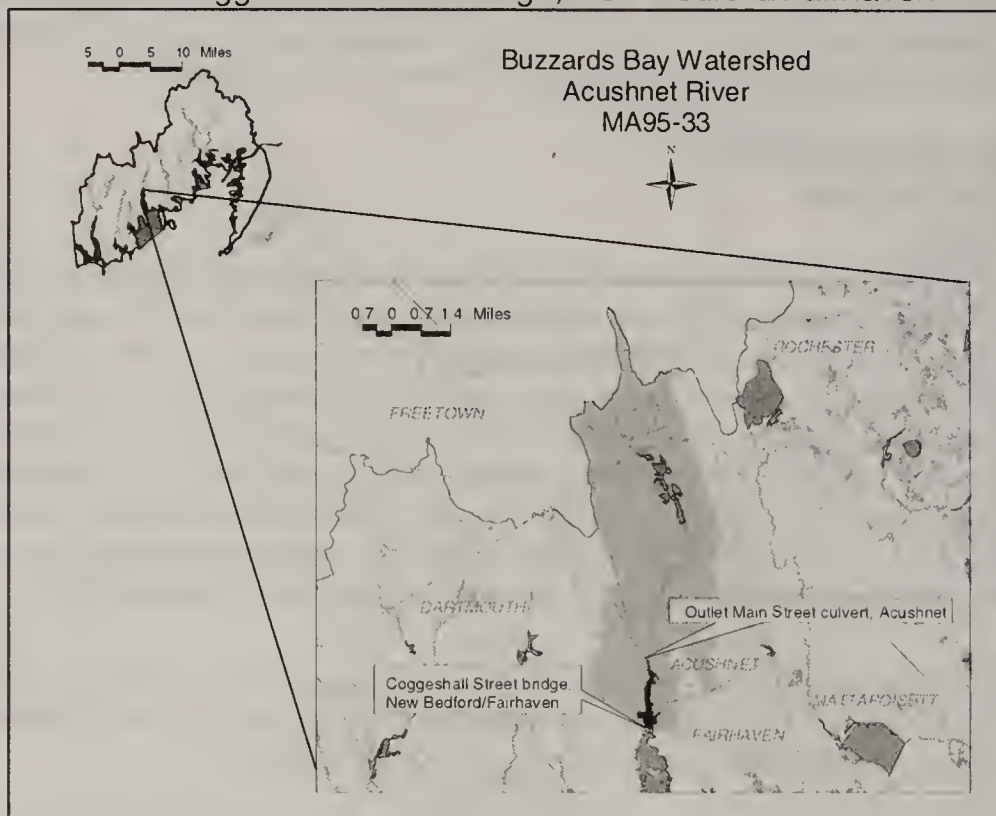 5 0 5 10 Miles
Buzzards Bay Watershed
Acushnet River
MA95-33
N
0.7 0 0.7 1.4 Miles
ROCHESTER
FREETOWN
DARTMOUTH
Outlet Main Street culvert, Acushnet
ACUSHNET
Coggeshall Street bridge,
New Bedford/Fairhaven
MATTAPOISETT
FAIRHAVEN